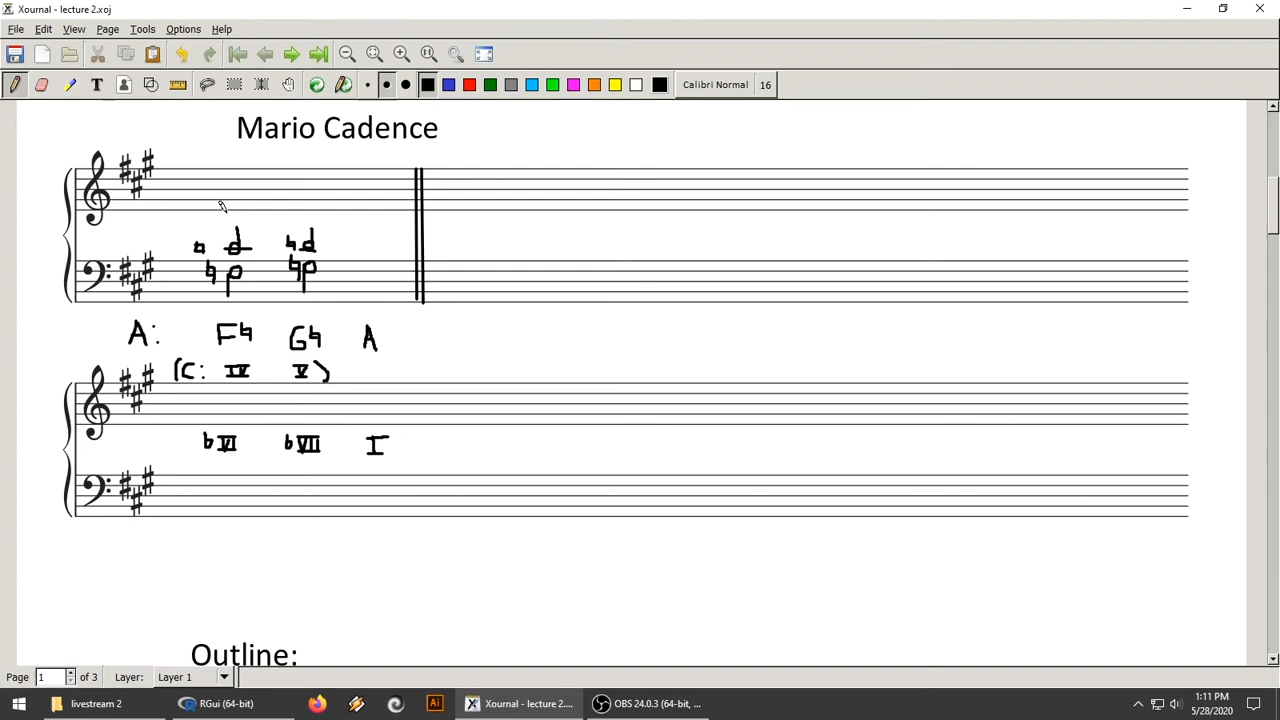 Xournal - lecture 2.xoj
File Edit View Page Tools Options Help
Calibri Normal 16
Mario Cadence
A: F♮ G♮ A
(C: IV V)
♭VI ♭VII I
Outline:
Page 1 of 3 Layer: Layer 1
livestream 2 RGui (64-bit) Ai Xournal - lecture 2.... OBS 24.0.3 (64-bit, ... 1:11 PM
5/28/2020